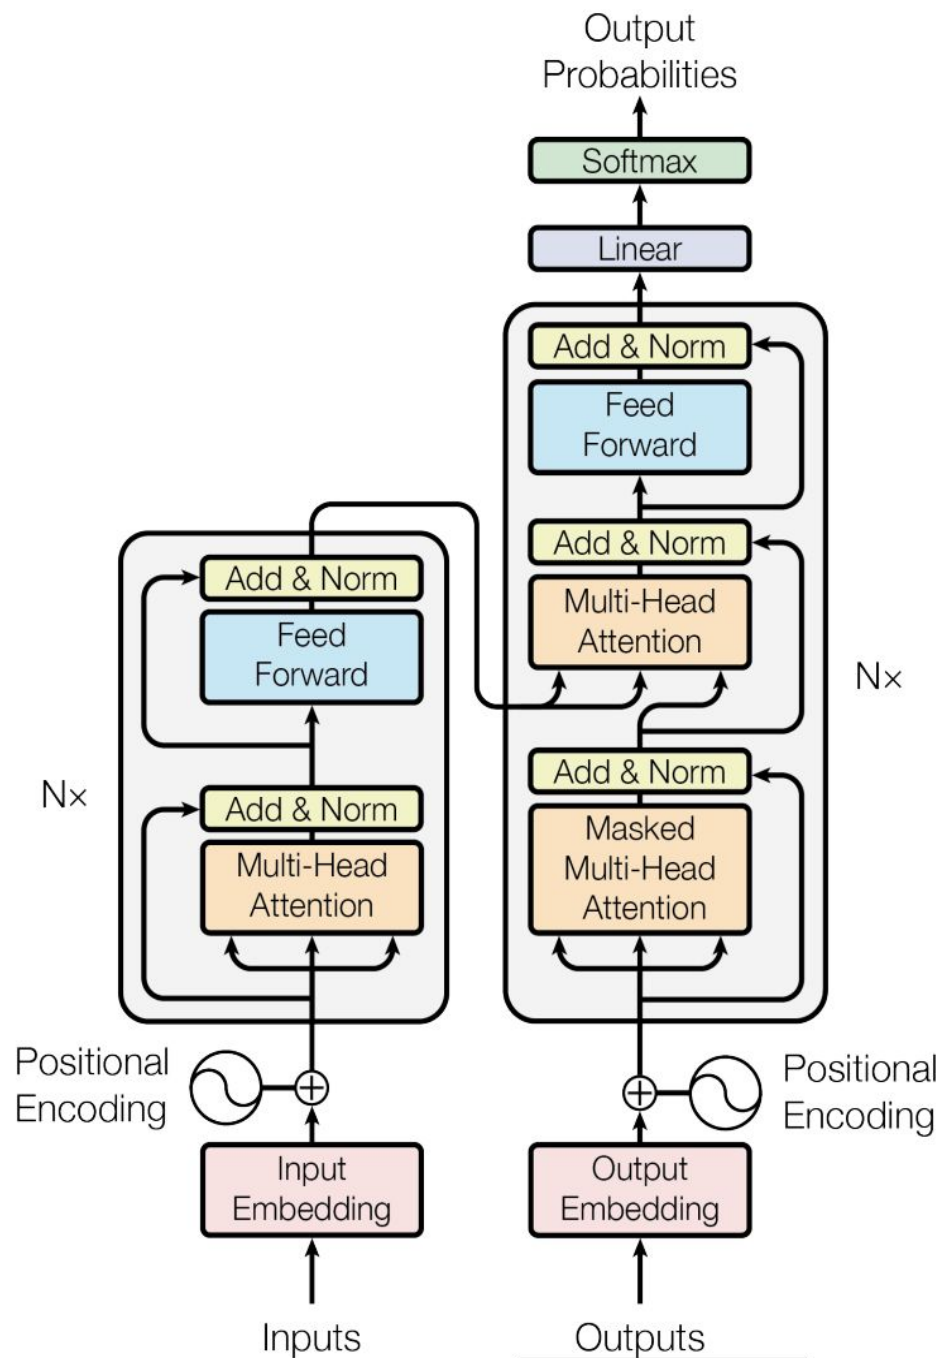 Output
Probabilities
Softmax
Linear
Add & Norm
Feed
Forward
Add & Norm
Multi-Head
Attention
Add & Norm
Masked
Multi-Head
Attention
N×
Add & Norm
Feed
Forward
Add & Norm
Multi-Head
Attention
N×
Positional
Encoding
Positional
Encoding
Input
Embedding
Output
Embedding
Inputs
Outputs